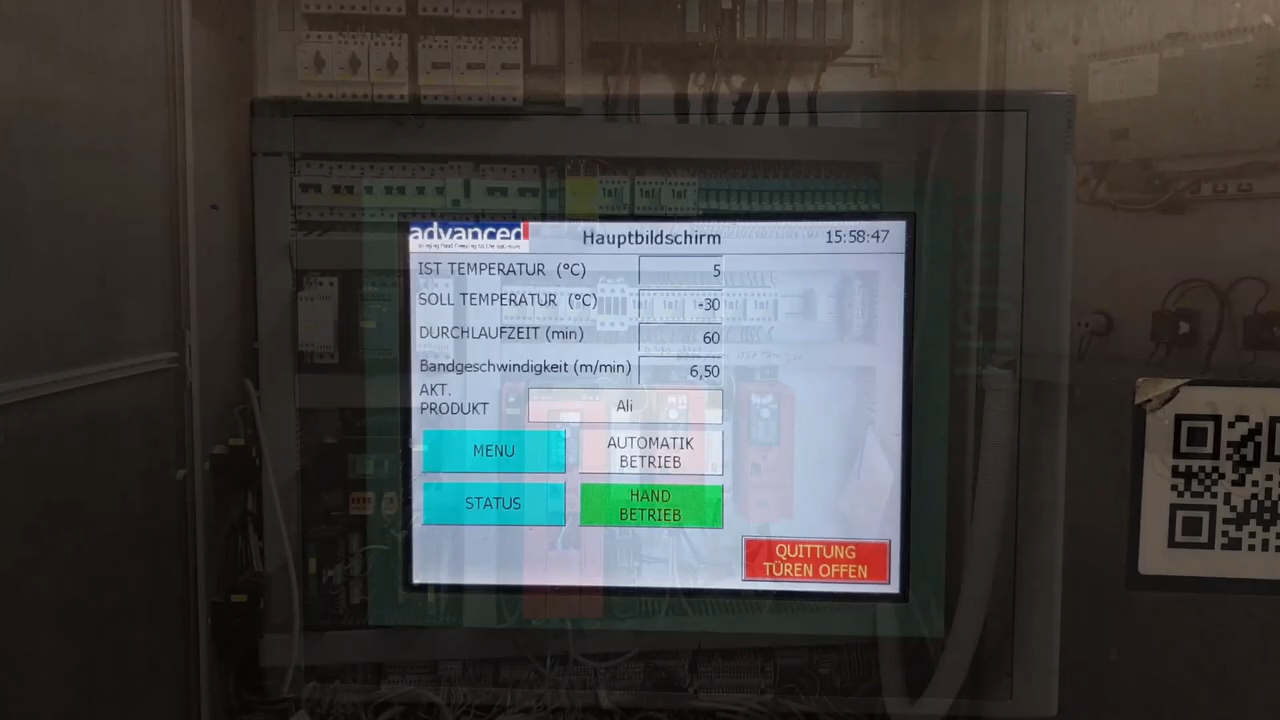 advanced
Hauptbildschirm
15:58:47
IST TEMPERATUR (°C)
5
SOLL TEMPERATUR (°C)
-30
DURCHLAUFZEIT (min)
60
Bandgeschwindigkeit (m/min)
6,50
AKT.
PRODUKT
Ali
MENU
AUTOMATIK
BETRIEB
STATUS
HAND
BETRIEB
QUITTUNG
TÜREN OFFEN